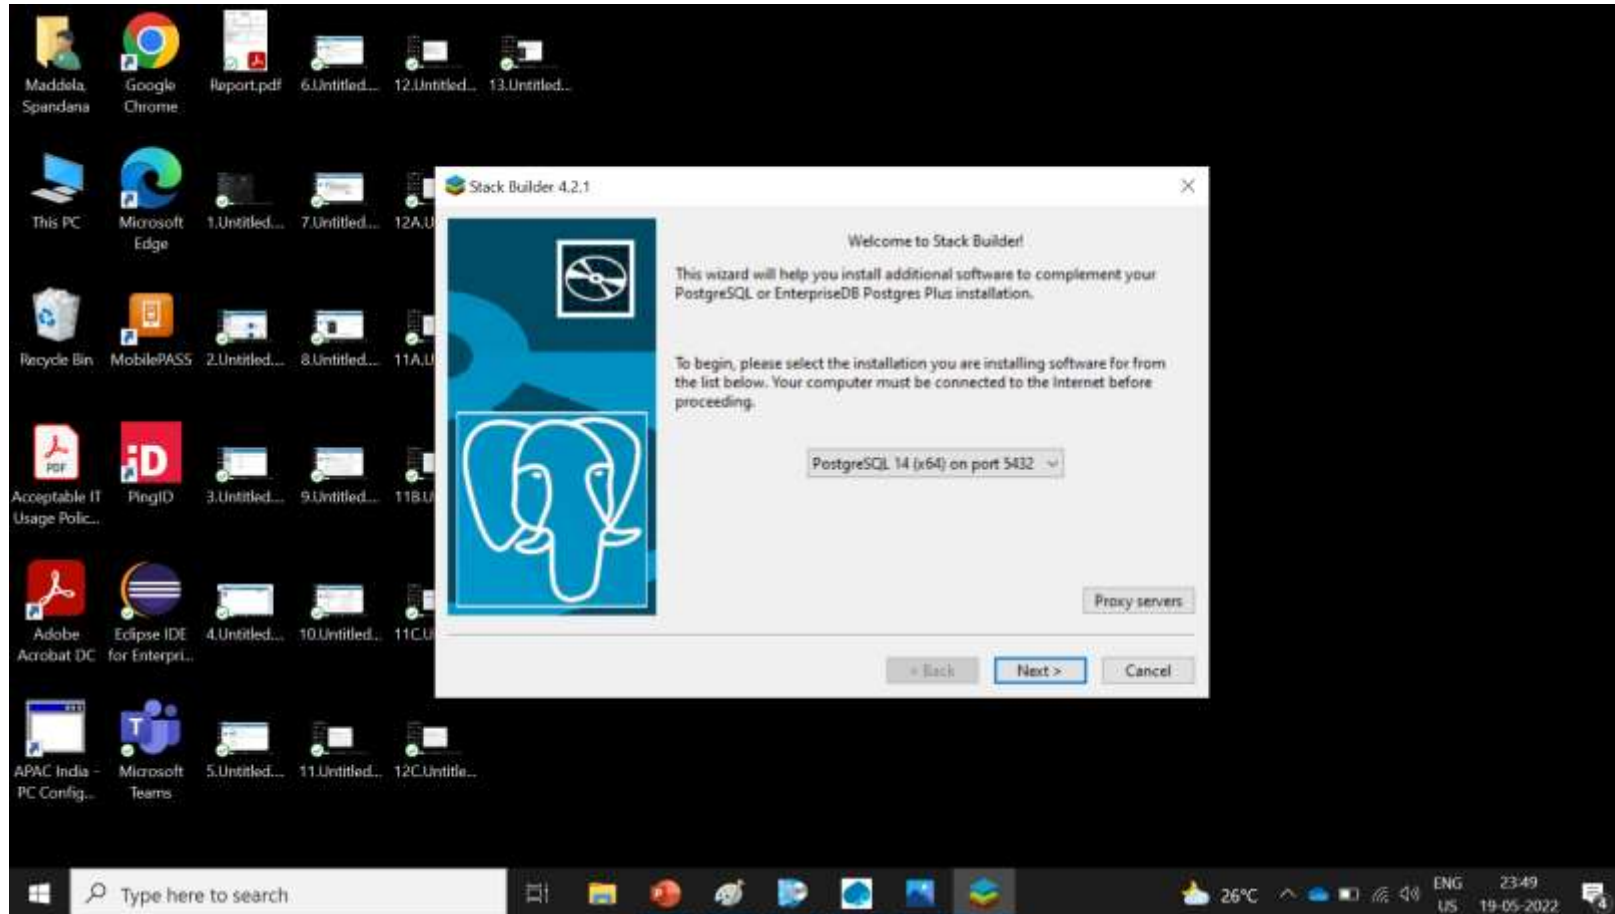 Maddela,
Spandana
Google
Chrome
Report.pdf
6.Untitled....
12.Untitled...
13.Untitled...
This PC
Microsoft
Edge
1.Untitled....
7.Untitled....
12A.U
Recycle Bin
MobilePASS
2.Untitled....
8.Untitled....
11A.U
PDF
Acceptable IT
Usage Polic...
iD
PingID
3.Untitled....
9.Untitled....
11B.U
Adobe
Acrobat DC
Eclipse IDE
for Enterpri...
4.Untitled....
10.Untitled...
11C.U
APAC India -
PC Config...
T
Microsoft
Teams
5.Untitled....
11.Untitled...
12C.Untitle...
Stack Builder 4.2.1
Welcome to Stack Builder!
This wizard will help you install additional software to complement your
PostgreSQL or EnterpriseDB Postgres Plus installation.
To begin, please select the installation you are installing software for from
the list below. Your computer must be connected to the Internet before
proceeding.
PostgreSQL 14 (x64) on port 5432
Proxy servers
< Back
Next >
Cancel
Type here to search
26°C
ENG
US
23:49
19-05-2022
4